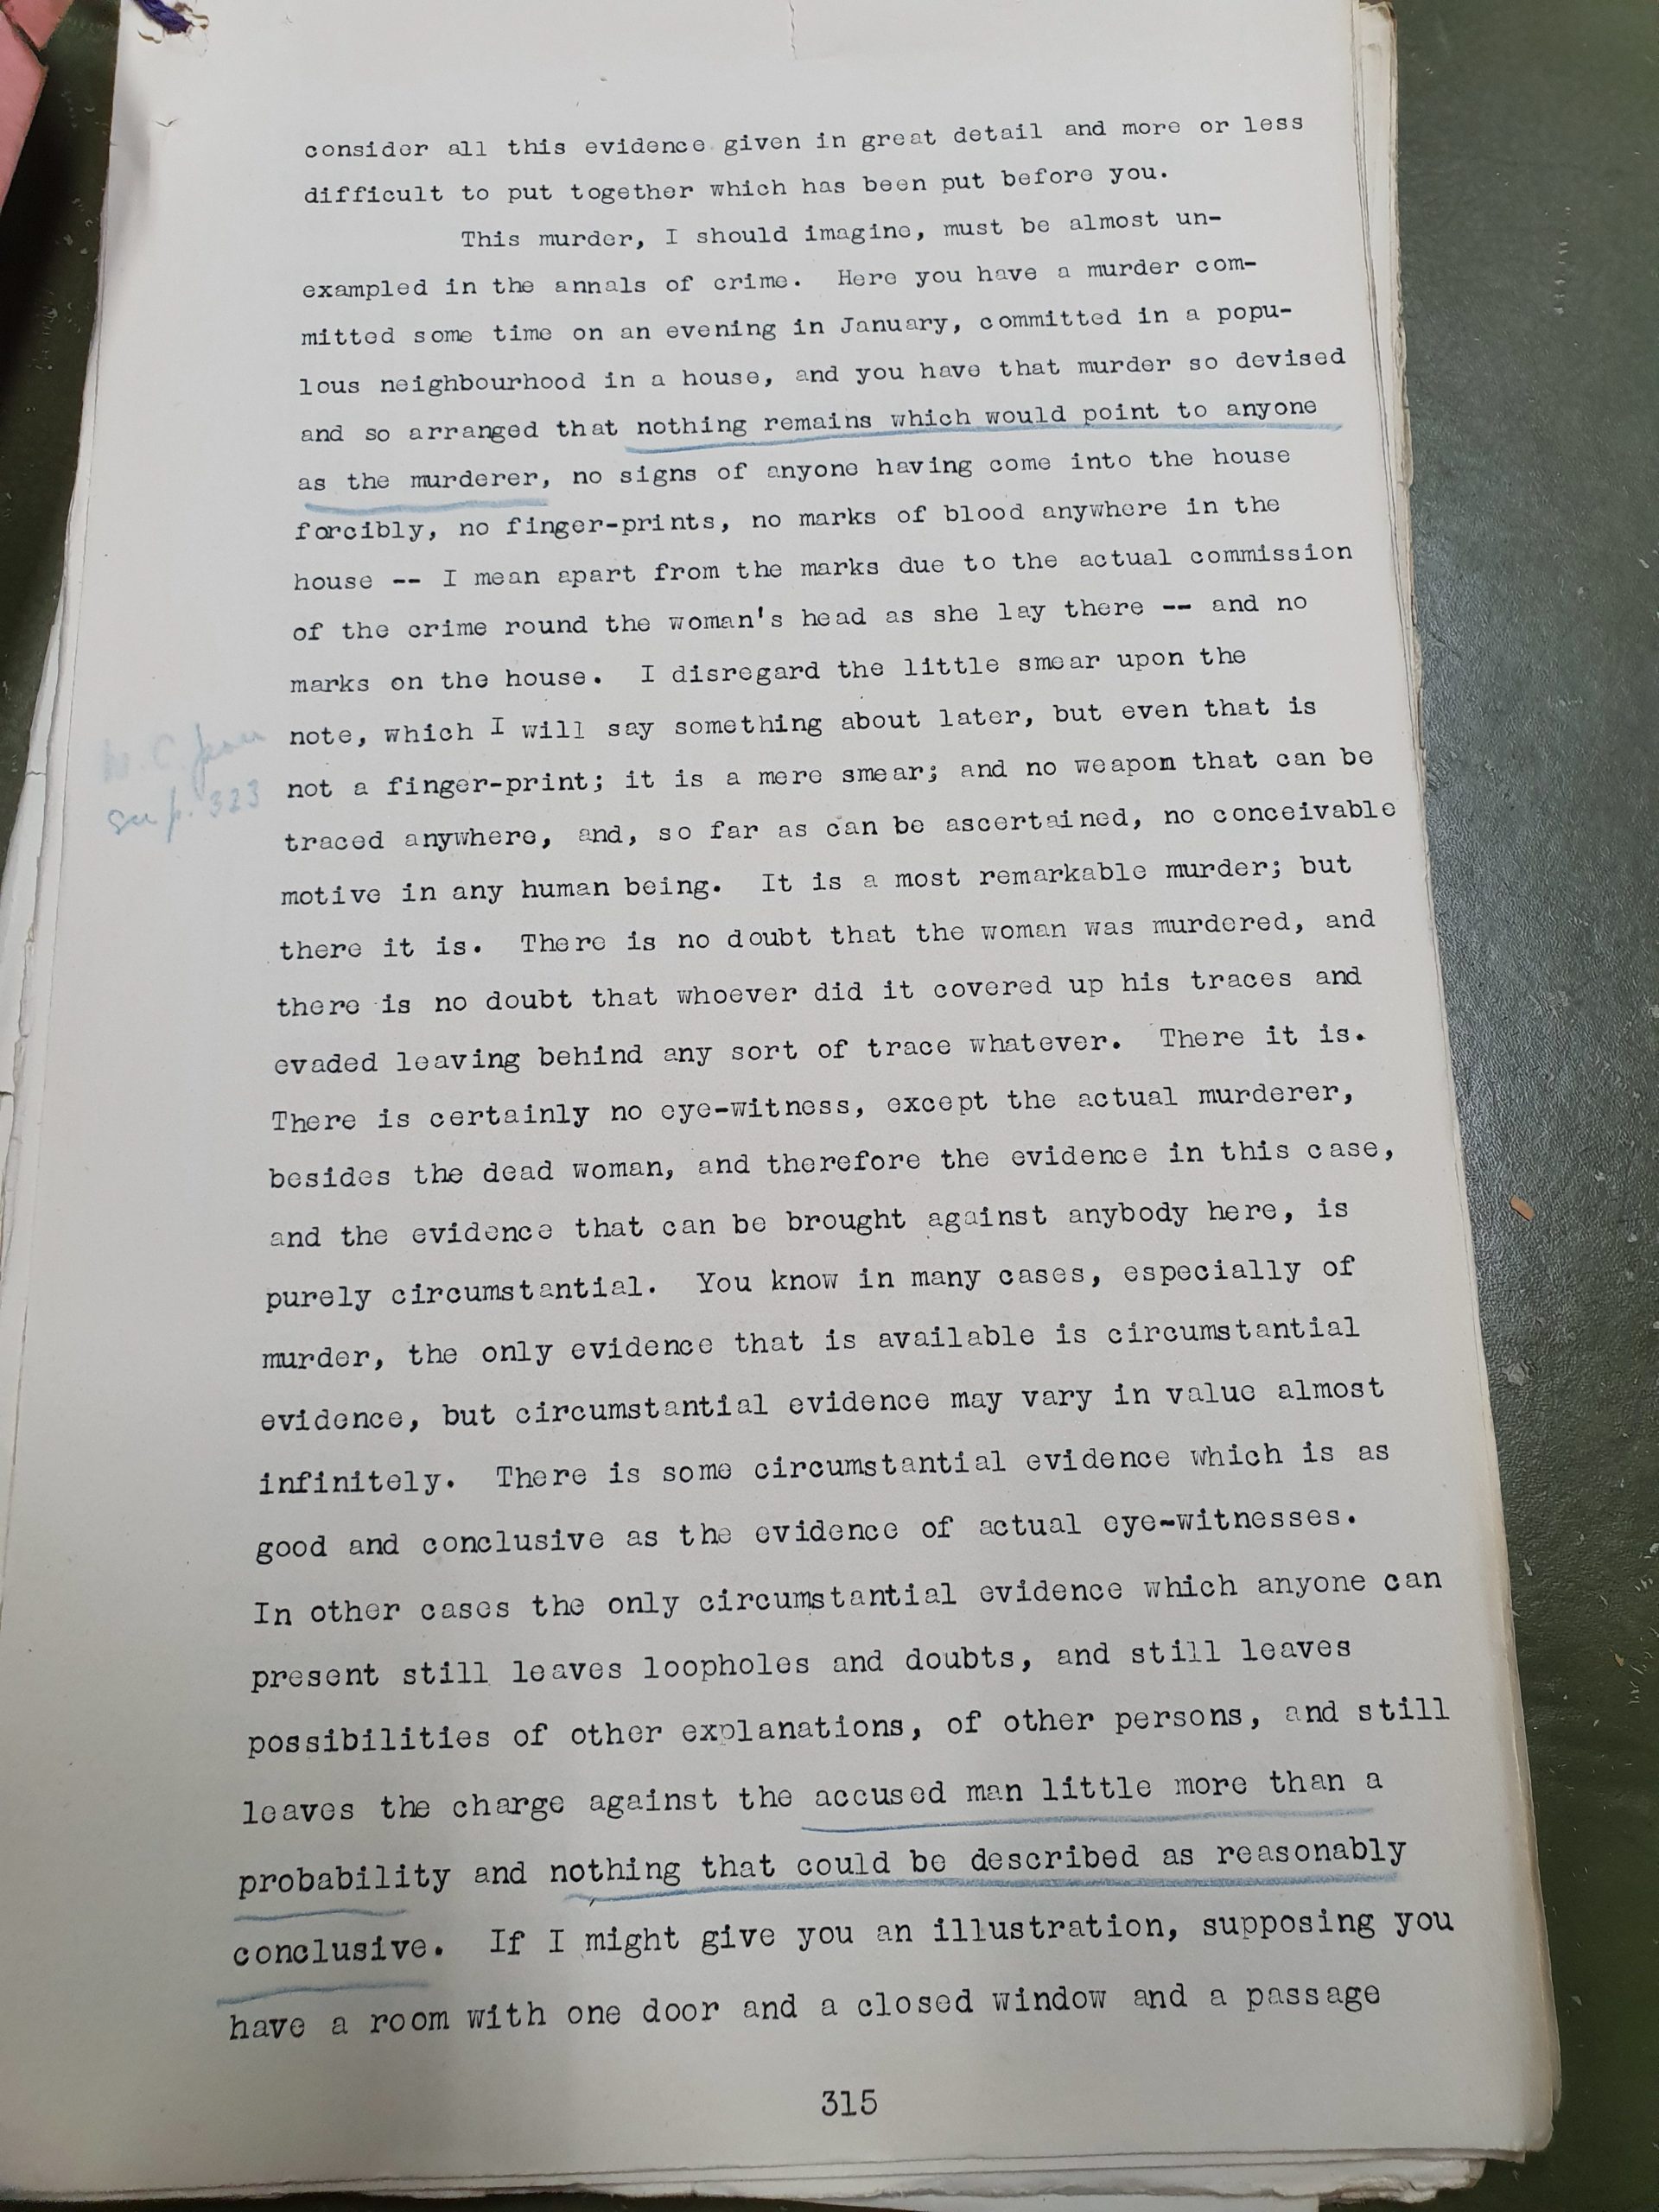 consider all this evidence given in great detail and more or less
difficult to put together which has been put before you.
This murder, I should imagine, must be almost un-
exampled in the annals of crime. Here you have a murder com-
mitted some time on an evening in January, committed in a popu-
lous neighbourhood in a house, and you have that murder so devised
and so arranged that nothing remains which would point to anyone
as the murderer, no signs of anyone having come into the house
forcibly, no finger-prints, no marks of blood anywhere in the
house -- I mean apart from the marks due to the actual commission
of the crime round the woman's head as she lay there -- and no
marks on the house. I disregard the little smear upon the
note, which I will say something about later, but even that is
not a finger-print; it is a mere smear; and no weapon that can be
traced anywhere, and, so far as can be ascertained, no conceivable
motive in any human being. It is a most remarkable murder; but
there it is. There is no doubt that the woman was murdered, and
there is no doubt that whoever did it covered up his traces and
evaded leaving behind any sort of trace whatever. There it is.
There is certainly no eye-witness, except the actual murderer,
besides the dead woman, and therefore the evidence in this case,
and the evidence that can be brought against anybody here, is
purely circumstantial. You know in many cases, especially of
murder, the only evidence that is available is circumstantial
evidence, but circumstantial evidence may vary in value almost
infinitely. There is some circumstantial evidence which is as
good and conclusive as the evidence of actual eye-witnesses.
In other cases the only circumstantial evidence which anyone can
present still leaves loopholes and doubts, and still leaves
possibilities of other explanations, of other persons, and still
leaves the charge against the accused man little more than a
probability and nothing that could be described as reasonably
conclusive. If I might give you an illustration, supposing you
have a room with one door and a closed window and a passage
W.C. pan
See p. 323
315